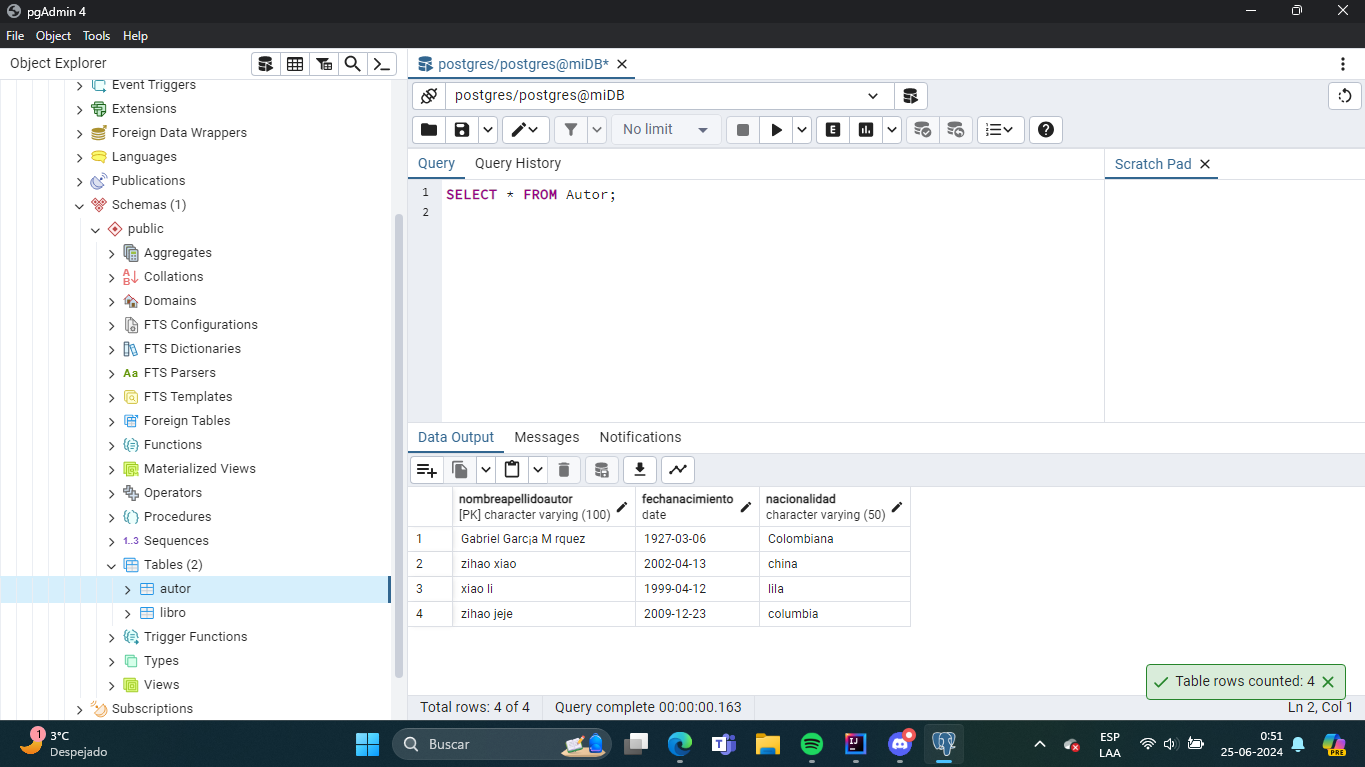 pgAdmin 4
File Object Tools Help
Object Explorer
postgres/postgres@miDB*
postgres/postgres@miDB
No limit
E
Query Query History
Scratch Pad
1 SELECT * FROM Autor;
2
Event Triggers
Extensions
Foreign Data Wrappers
Languages
Publications
Schemas (1)
public
Aggregates
Collations
Domains
FTS Configurations
FTS Dictionaries
Aa FTS Parsers
FTS Templates
Foreign Tables
Functions
Materialized Views
Operators
Procedures
1..3 Sequences
Tables (2)
autor
libro
Trigger Functions
Types
Views
Subscriptions
Data Output Messages Notifications
nombreapellidoautor fechanacimiento nacionalidad
[PK] character varying (100) date character varying (50)
1 Gabriel Garc¡a M rquez 1927-03-06 Colombiana
2 zihao xiao 2002-04-13 china
3 xiao li 1999-04-12 lila
4 zihao jeje 2009-12-23 columbia
Table rows counted: 4
Total rows: 4 of 4 Query complete 00:00:00.163 Ln 2, Col 1
1 3°C
Despejado
Buscar
ESP
LAA
0:51
25-06-2024
PRE